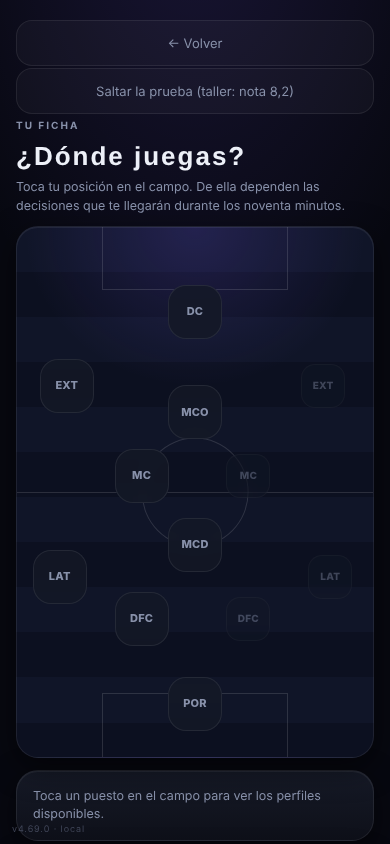 ← Volver
Saltar la prueba (taller: nota 8,2)
TU FICHA
¿Dónde juegas?
Toca tu posición en el campo. De ella dependen las
decisiones que te llegarán durante los noventa minutos.
DC
EXT
EXT
MCO
MC
MC
MCD
LAT
LAT
DFC
DFC
POR
Toca un puesto en el campo para ver los perfiles
disponibles.
v4.69.0 · local